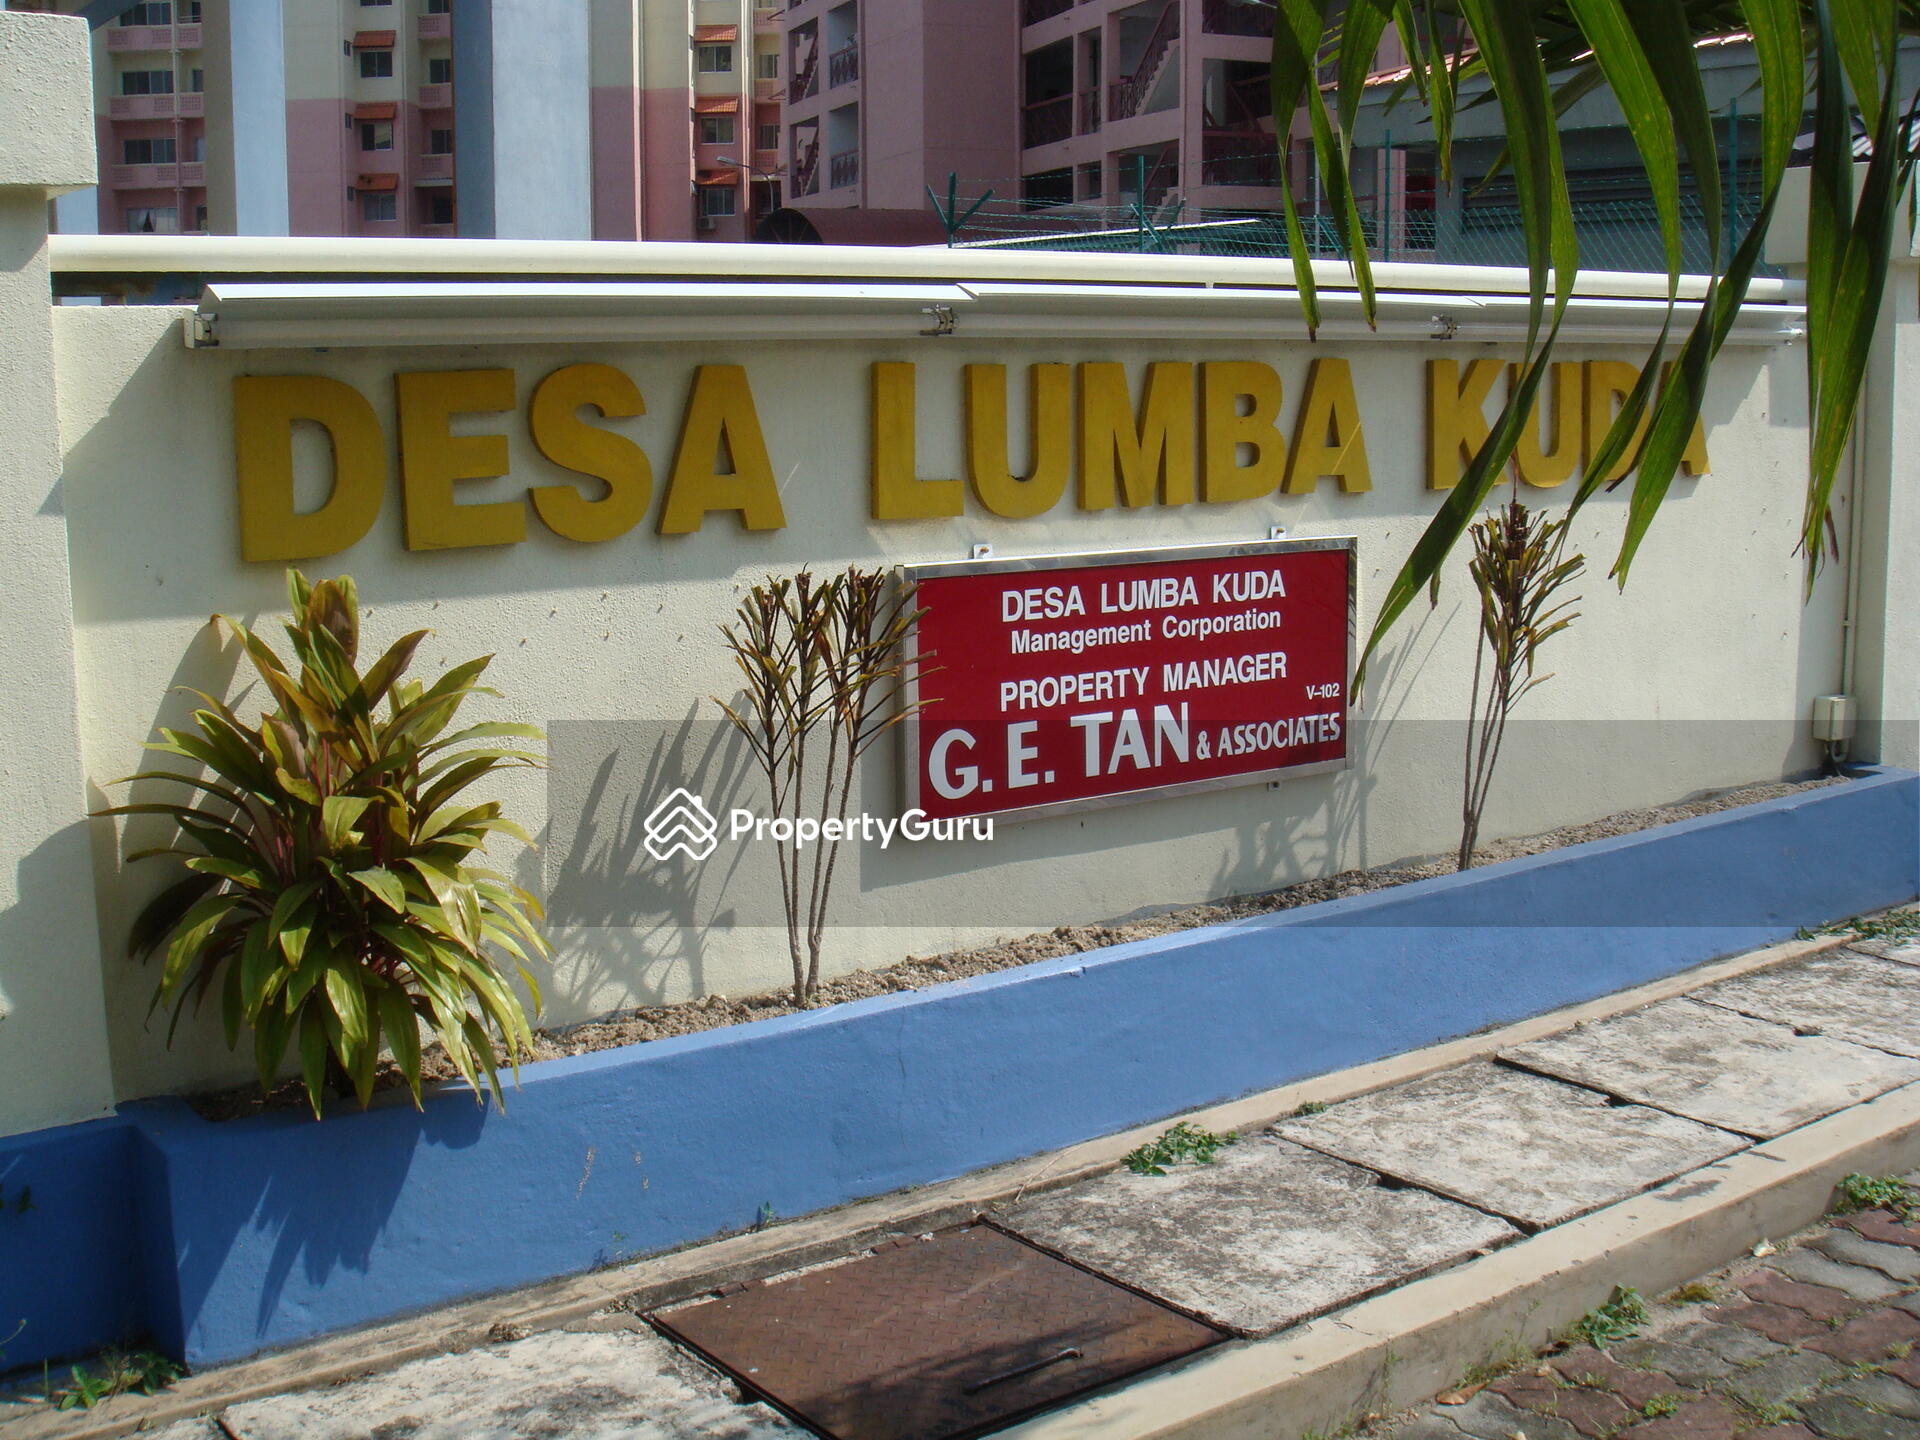 DESA LUMBA KUDA
DESA LUMBA KUDA
Management Corporation
PROPERTY MANAGER
V-102
G.E. TAN & ASSOCIATES
PropertyGuru